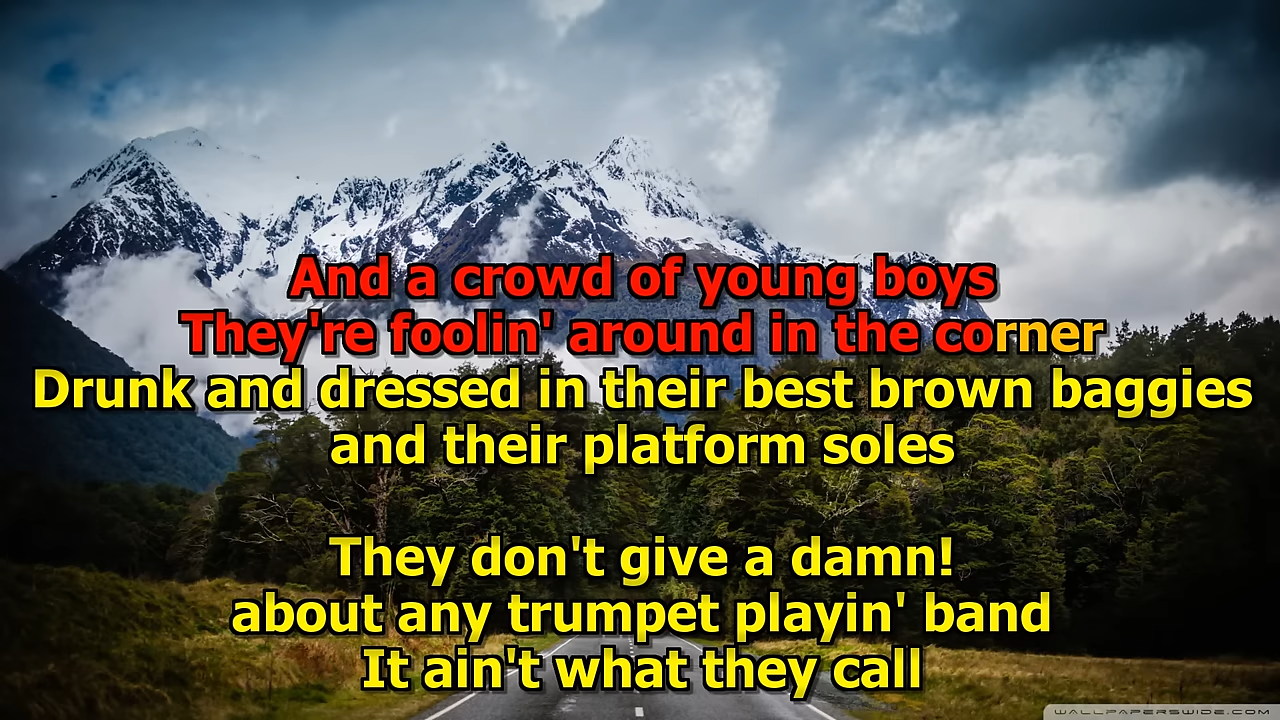 And a crowd of young boys
They're foolin' around in the corner
Drunk and dressed in their best brown baggies
and their platform soles
They don't give a damn!
about any trumpet playin' band
It ain't what they call
WALLPAPERSWIDE.COM